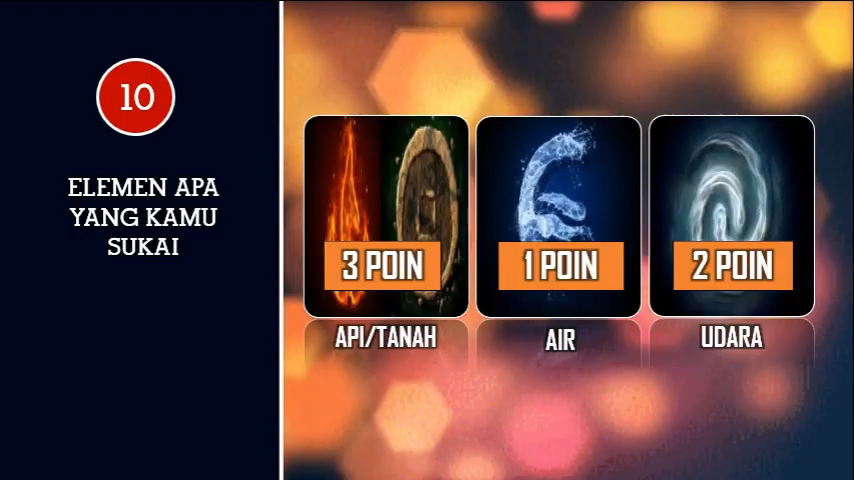 10
ELEMEN APA
YANG KAMU
SUKAI
3 POIN
1 POIN
2 POIN
API/TANAH
AIR
UDARA